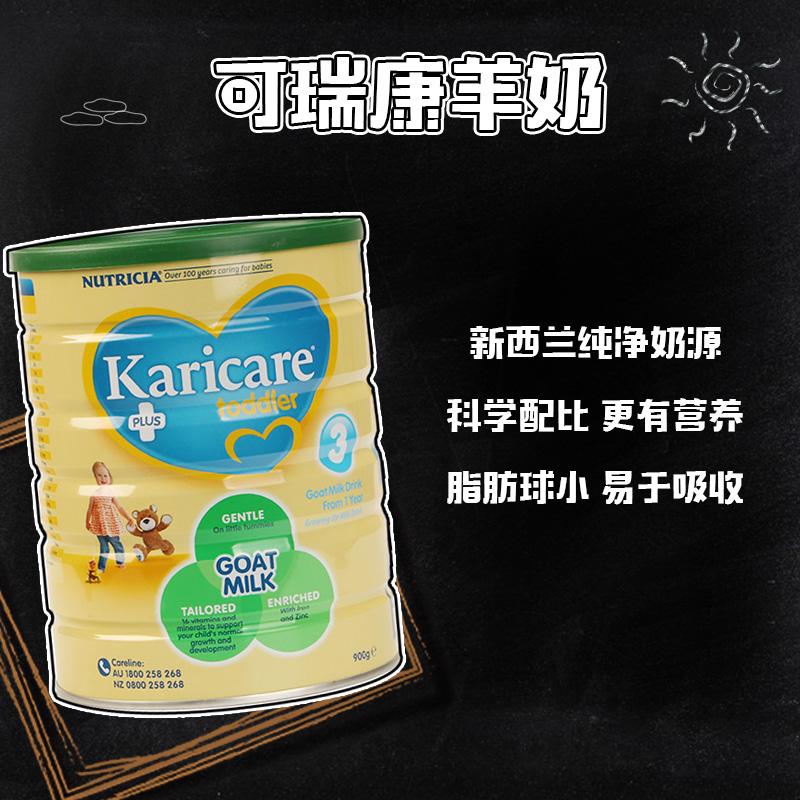 可瑞康羊奶
NUTRICIA
Over 100 years caring for babies
Karicare
toddler
PLUS
3
Goat Milk Drink
From 1 Year
Growing Up Milk Drink
GENTLE
On little tummies
GOAT
MILK
TAILORED
16 vitamins and
minerals to support
your child's normal
growth and
development
ENRICHED
With Iron
and Zinc
900g℮
Careline:
AU 1800 258 268
NZ 0800 258 268
新西兰纯净奶源
科学配比 更有营养
脂肪球小 易于吸收